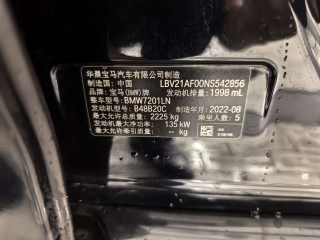 华晨宝马汽车有限公司制造
制造国:中国 LBV21AF00NS542856
品牌:宝马(BMW)牌 发动机排量:1998 mL
整车型号:BMW7201LN
发动机型号:B48B20C 制造年月:2022-08
最大允许总质量:2225 kg 乘坐人数:5
发动机最大净功率:135 kW
最大允许牵引质量:-/- kg